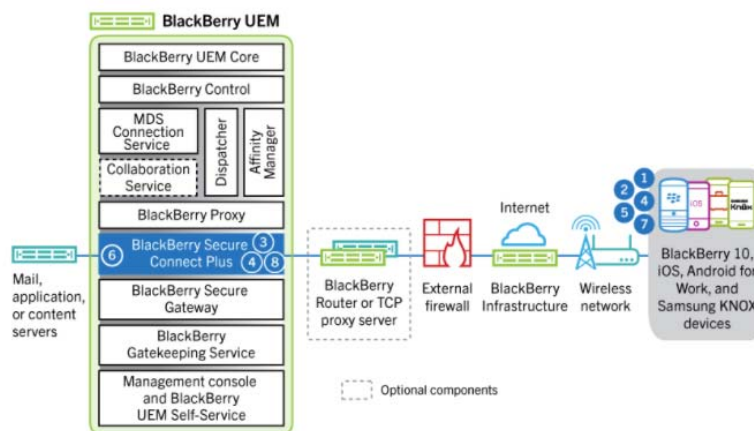 BlackBerry UEM
BlackBerry UEM Core
BlackBerry Control
MDS
Connection
Service
Dispatcher
Affinity
Manager
Collaboration
Service
BlackBerry Proxy
6
BlackBerry Secure
Connect Plus
3
4
8
BlackBerry Secure
Gateway
BlackBerry
Gatekeeping Service
Management console
and BlackBerry
UEM Self-Service
Mail,
application,
or content
servers
BlackBerry
Router or TCP
proxy server
External
firewall
Internet
BlackBerry
Infrastructure
Wireless
network
1
2
4
5
7
iOS
SAMSUNG
Knox
BlackBerry 10,
iOS, Android for
Work, and
Samsung KNOX
devices
Optional components